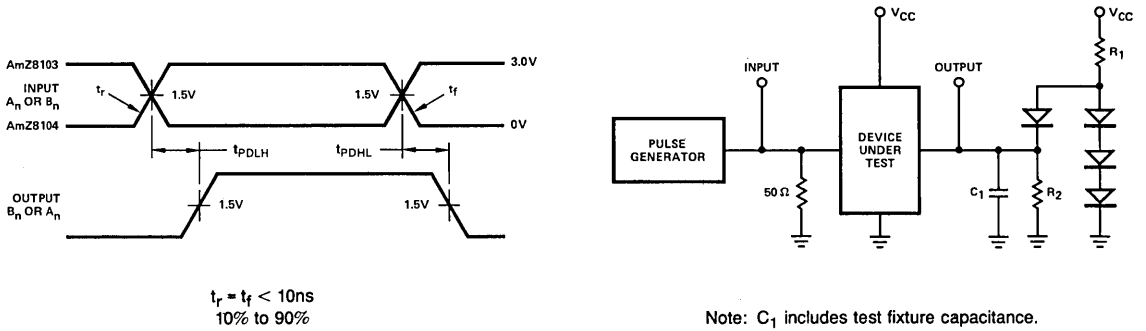 AmZ8103
INPUT
An OR Bn
AmZ8104
tr
1.5V
1.5V
tf
3.0V
0V
tPDLH
tPDHL
OUTPUT
Bn OR An
1.5V
1.5V
tr = tf < 10ns
10% to 90%
VCC
VCC
R1
INPUT
OUTPUT
PULSE
GENERATOR
DEVICE
UNDER
TEST
50 Ω
C1
R2
Note: C1 includes test fixture capacitance.